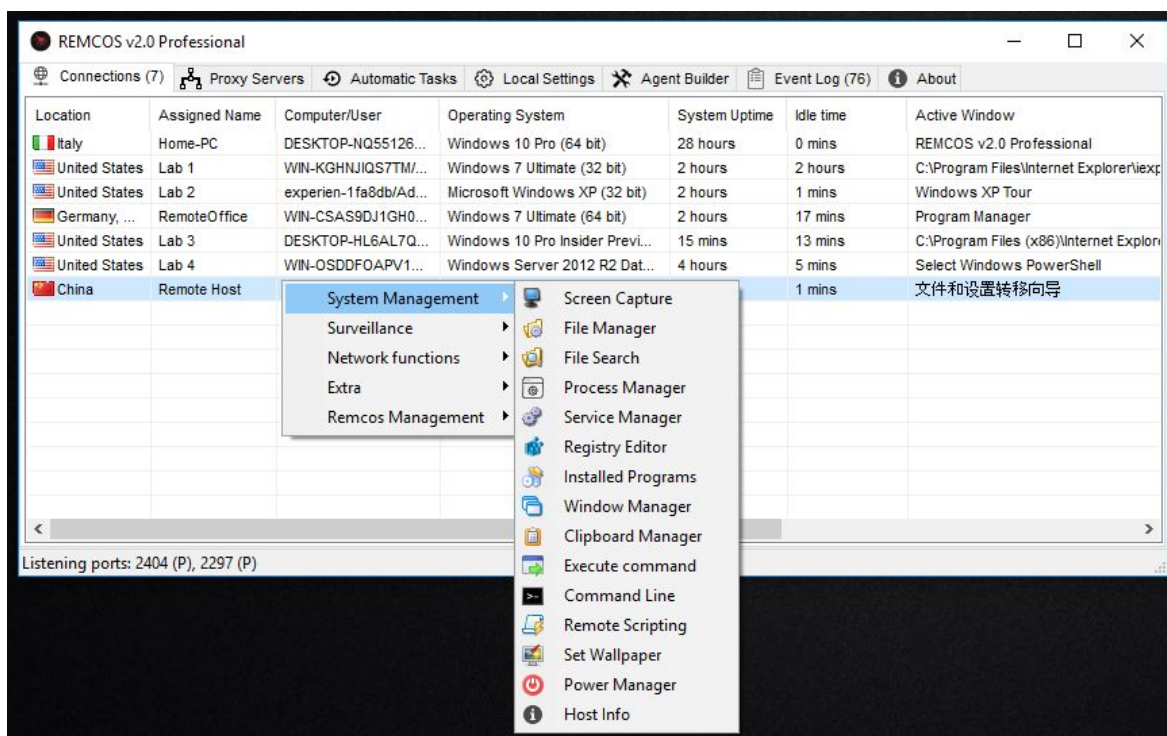 REMCOS v2.0 Professional
Connections (7) Proxy Servers Automatic Tasks Local Settings Agent Builder Event Log (76) About
Location Assigned Name Computer/User Operating System System Uptime Idle time Active Window
Italy Home-PC DESKTOP-NQ55126... Windows 10 Pro (64 bit) 28 hours 0 mins REMCOS v2.0 Professional
United States Lab 1 WIN-KGHNJIQS7TM/... Windows 7 Ultimate (32 bit) 2 hours 2 hours C:\Program Files\Internet Explorer\iexp
United States Lab 2 experien-1fa8db/Ad... Microsoft Windows XP (32 bit) 2 hours 1 mins Windows XP Tour
Germany, ... RemoteOffice WIN-CSAS9DJ1GH0... Windows 7 Ultimate (64 bit) 2 hours 17 mins Program Manager
United States Lab 3 DESKTOP-HL6AL7Q... Windows 10 Pro Insider Previ... 15 mins 13 mins C:\Program Files (x86)\Internet Explor
United States Lab 4 WIN-OSDDFOAPV1... Windows Server 2012 R2 Dat... 4 hours 5 mins Select Windows PowerShell
China Remote Host 1 mins 文件和设置转移向导
System Management
Surveillance
Network functions
Extra
Remcos Management
Screen Capture
File Manager
File Search
Process Manager
Service Manager
Registry Editor
Installed Programs
Window Manager
Clipboard Manager
Execute command
Command Line
Remote Scripting
Set Wallpaper
Power Manager
Host Info
Listening ports: 2404 (P), 2297 (P)